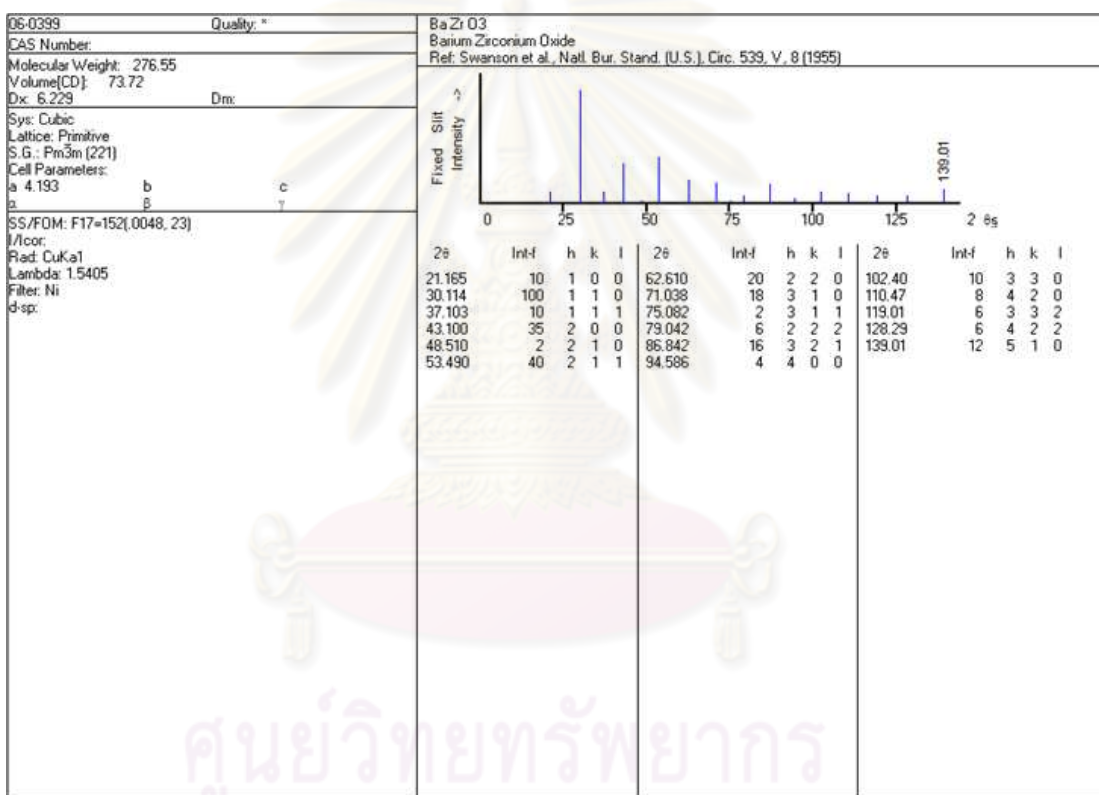 06-0399 Quality: *
CAS Number:
Molecular Weight: 276.55
Volume[CD]: 73.72
Dx: 6.229 Dm:
Sys: Cubic
Lattice: Primitive
S.G.: Pm3̅m (221)
Cell Parameters:
a 4.193 b c
α β γ
SS/FOM: F17=152(.0048, 23)
I/Icor:
Rad: CuKa1
Lambda: 1.5405
Filter: Ni
d-sp:
Ba Zr O3
Barium Zirconium Oxide
Ref: Swanson et al., Natl. Bur. Stand. (U.S.), Circ. 539, V, 8 (1955)
Fixed Slit
Intensity ->
139.01
0 25 50 75 100 125 2 θ§
2θ Int-f h k l 2θ Int-f h k l 2θ Int-f h k l
21.165 10 1 0 0 62.610 20 2 2 0 102.40 10 3 3 0
30.114 100 1 1 0 71.038 18 3 1 0 110.47 8 4 2 0
37.103 10 1 1 1 75.082 2 3 1 1 119.01 6 3 3 2
43.100 35 2 0 0 79.042 6 2 2 2 128.29 6 4 2 2
48.510 2 2 1 0 86.842 16 3 2 1 139.01 12 5 1 0
53.490 40 2 1 1 94.586 4 4 0 0
ศูนย์วิทยทรัพยากร